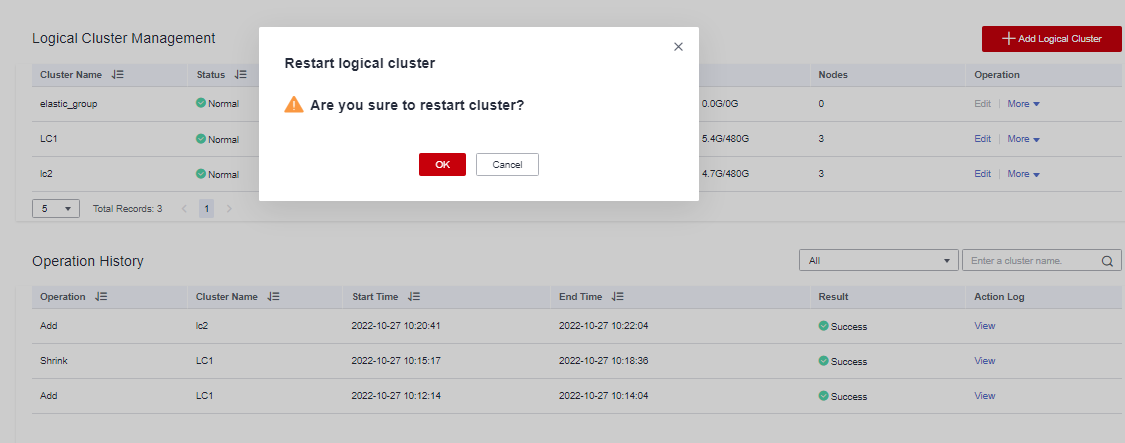 Logical Cluster Management
Add Logical Cluster
Restart logical cluster
Are you sure to restart cluster?
OK Cancel
Cluster Name Status Nodes Operation
elastic_group Normal 0.0G/0G 0 Edit More
LC1 Normal 5.4G/480G 3 Edit More
lc2 Normal 4.7G/480G 3 Edit More
5 Total Records: 3 1
Operation History
All Enter a cluster name.
Operation Cluster Name Start Time End Time Result Action Log
Add lc2 2022-10-27 10:20:41 2022-10-27 10:22:04 Success View
Shrink LC1 2022-10-27 10:15:17 2022-10-27 10:18:36 Success View
Add LC1 2022-10-27 10:12:14 2022-10-27 10:14:04 Success View